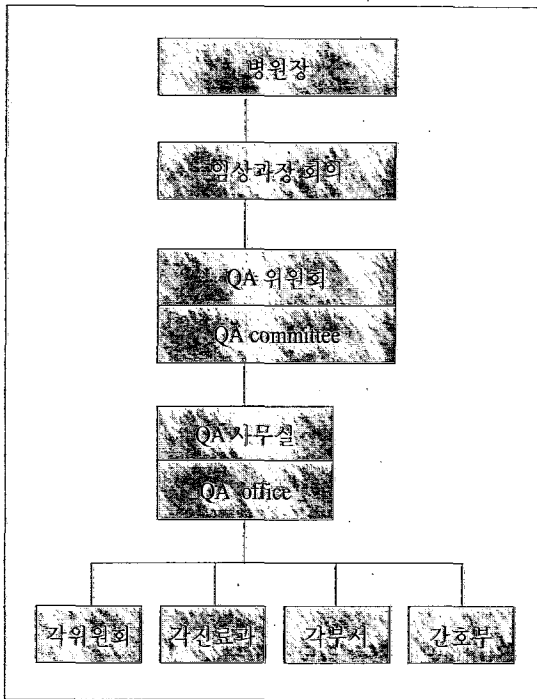 병원장
임상과장 회의
QA 위원회
QA committee
QA 사무실
QA office
각위원회
각진료과
각부서
간호부